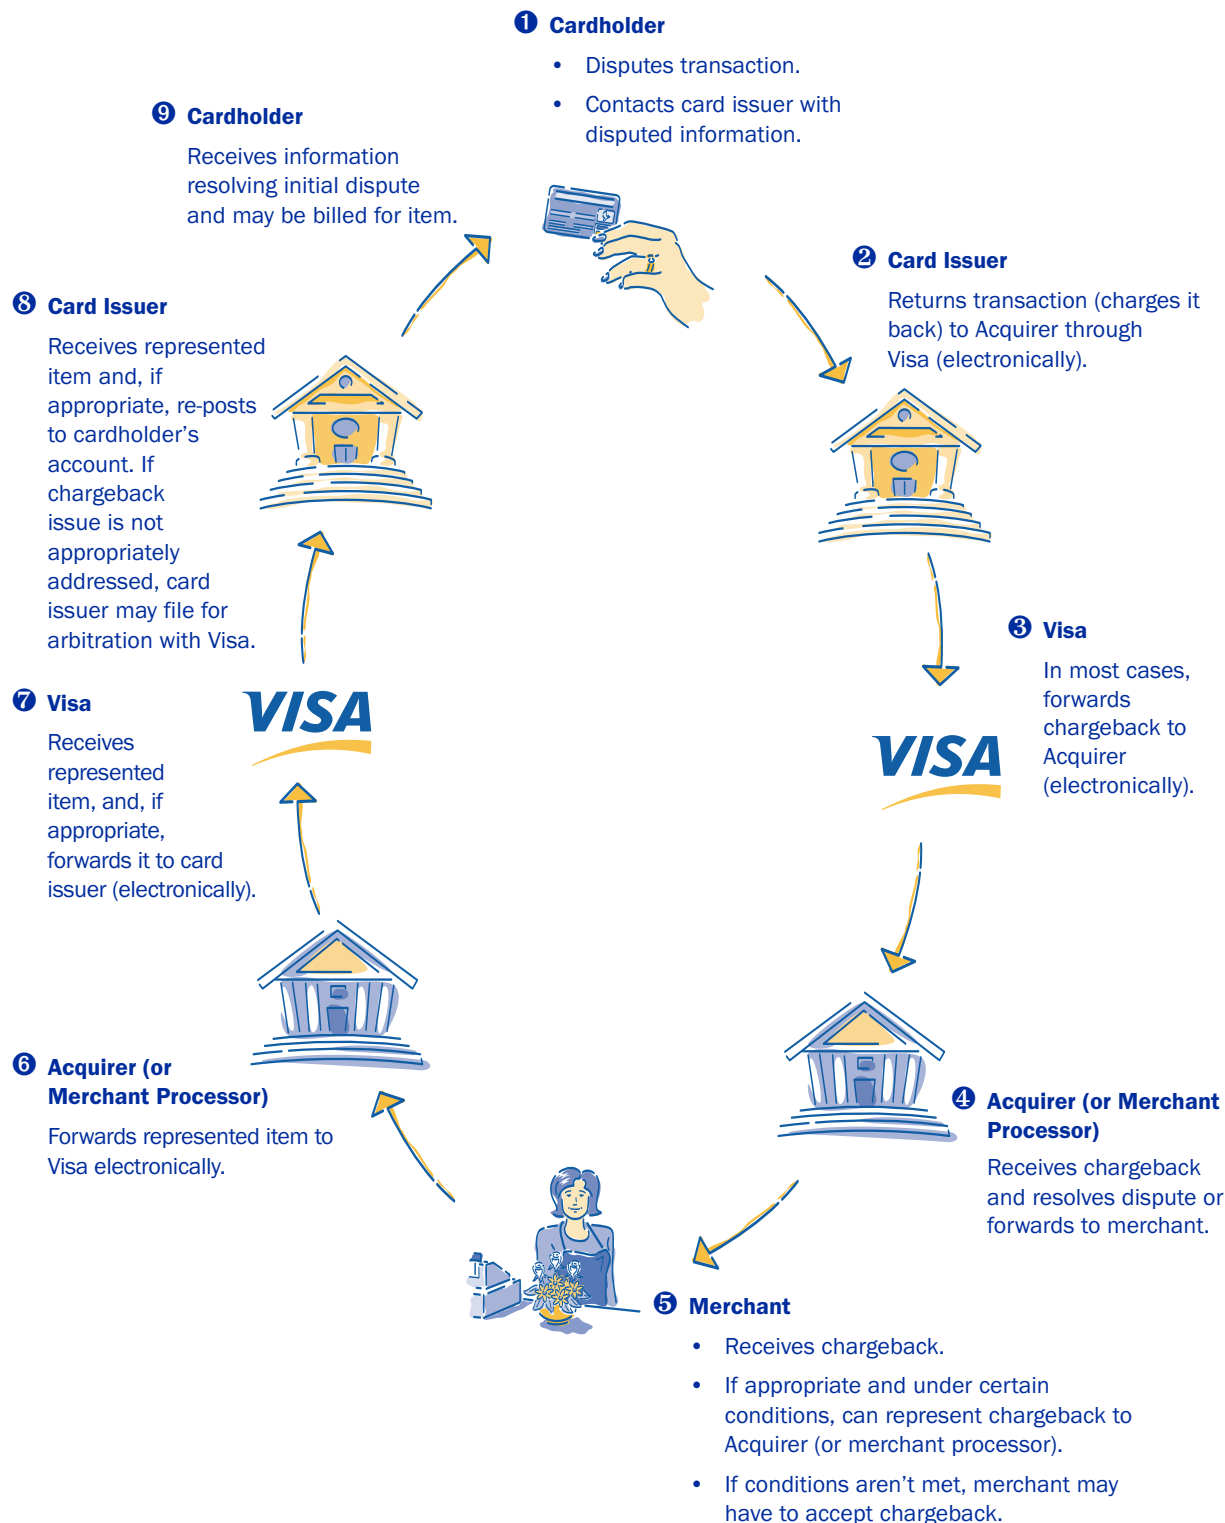 ❶ Cardholder
• Disputes transaction.
• Contacts card issuer with
disputed information.
❷ Card Issuer
Returns transaction (charges it
back) to Acquirer through
Visa (electronically).
❸ Visa
In most cases,
forwards
chargeback to
Acquirer
(electronically).
VISA
❹ Acquirer (or Merchant
Processor)
Receives chargeback
and resolves dispute or
forwards to merchant.
❺ Merchant
• Receives chargeback.
• If appropriate and under certain
conditions, can represent chargeback to
Acquirer (or merchant processor).
• If conditions aren't met, merchant may
have to accept chargeback.
❻ Acquirer (or
Merchant Processor)
Forwards represented item to
Visa electronically.
❼ Visa
Receives
represented
item, and, if
appropriate,
forwards it to card
issuer (electronically).
VISA
❽ Card Issuer
Receives represented
item and, if
appropriate, re-posts
to cardholder's
account. If
chargeback
issue is not
appropriately
addressed, card
issuer may file for
arbitration with Visa.
❾ Cardholder
Receives information
resolving initial dispute
and may be billed for item.